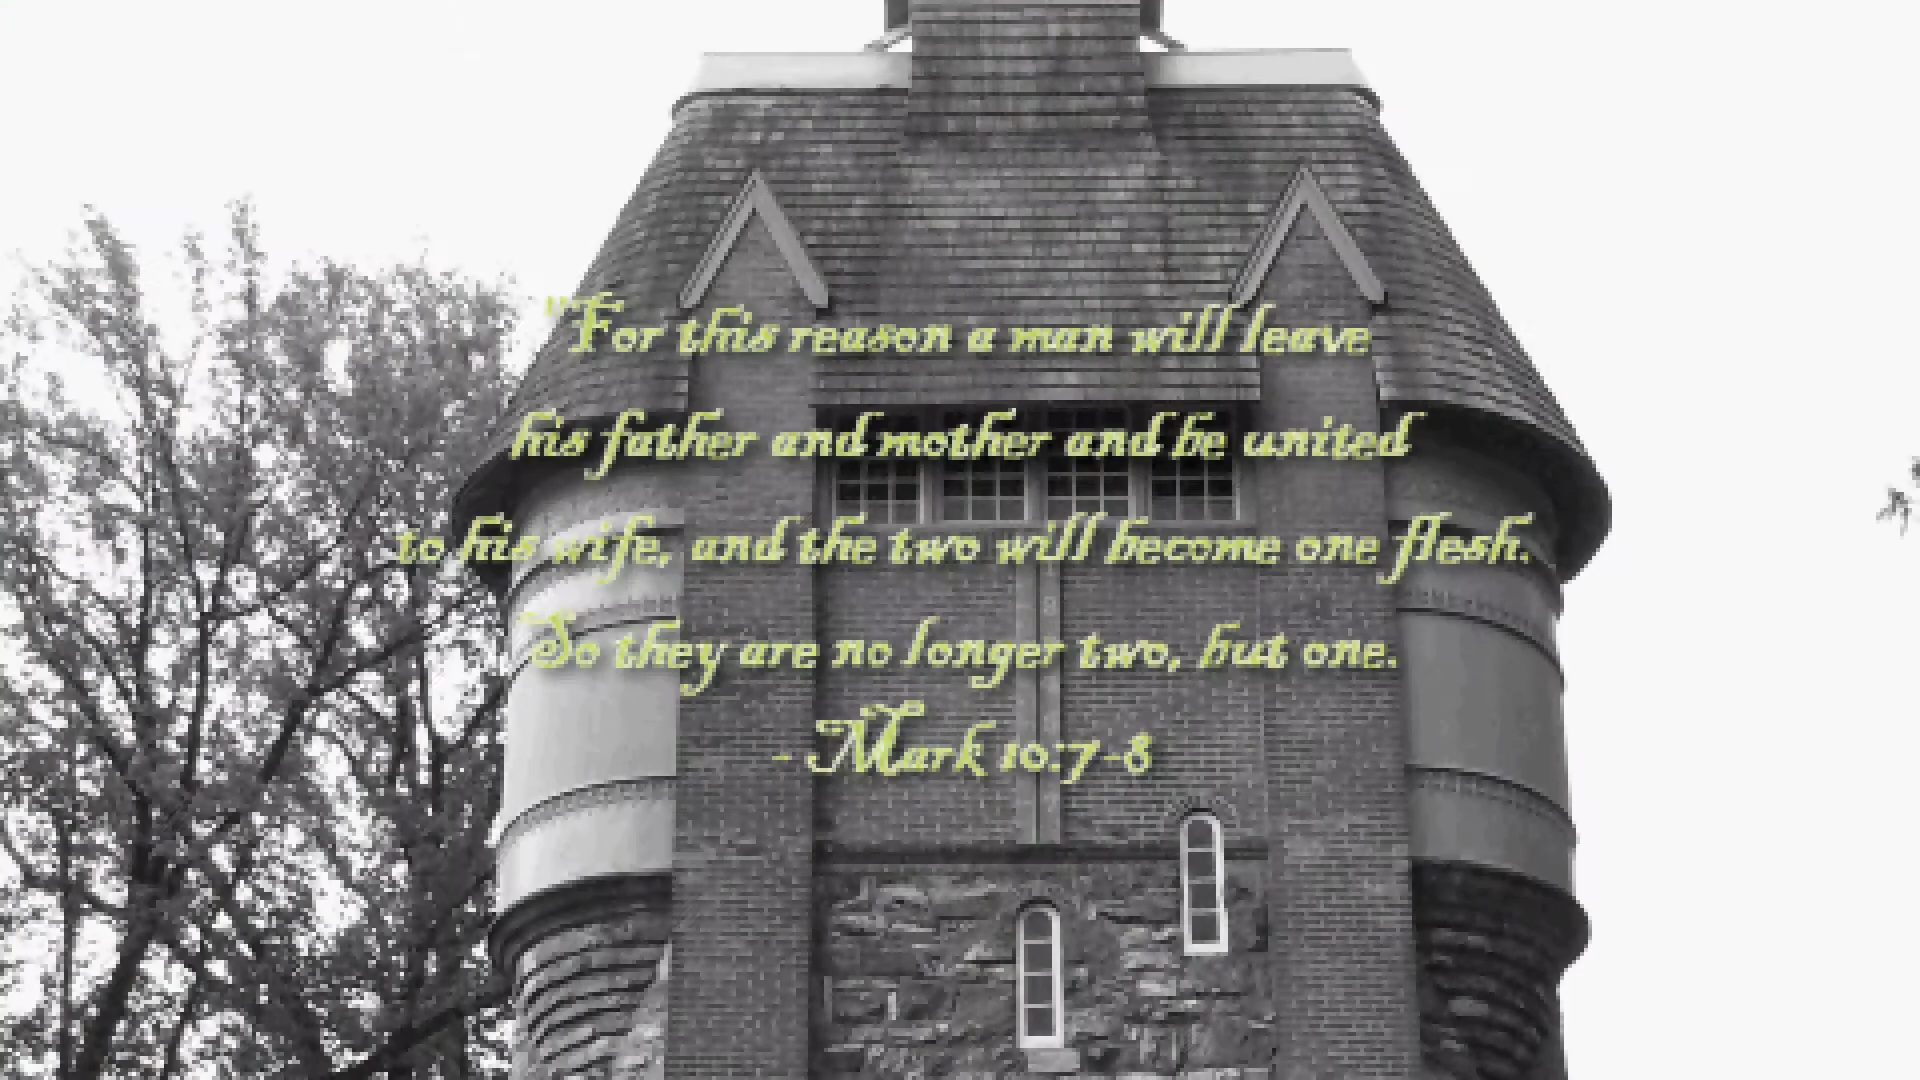 "For this reason a man will leave
his father and mother and be united
to his wife, and the two will become one flesh.
So they are no longer two, but one.
- Mark 10:7-8